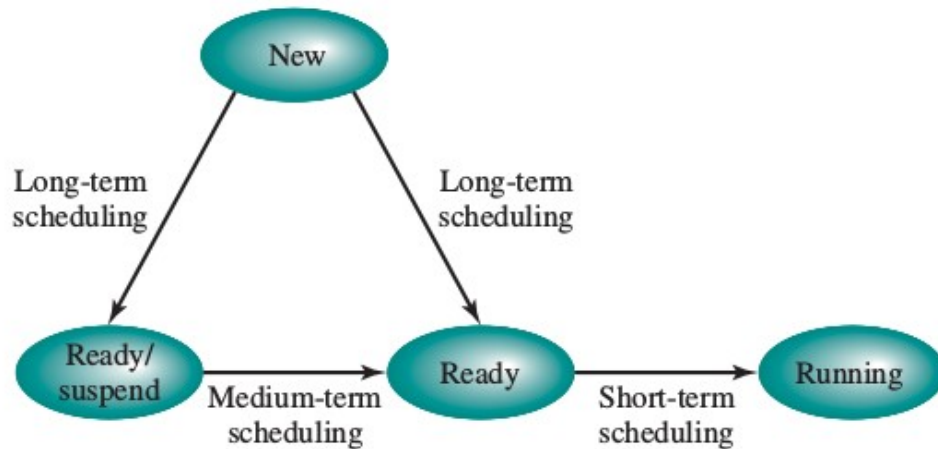 New
Long-term
scheduling
Long-term
scheduling
Ready/
suspend
Medium-term
scheduling
Ready
Short-term
scheduling
Running